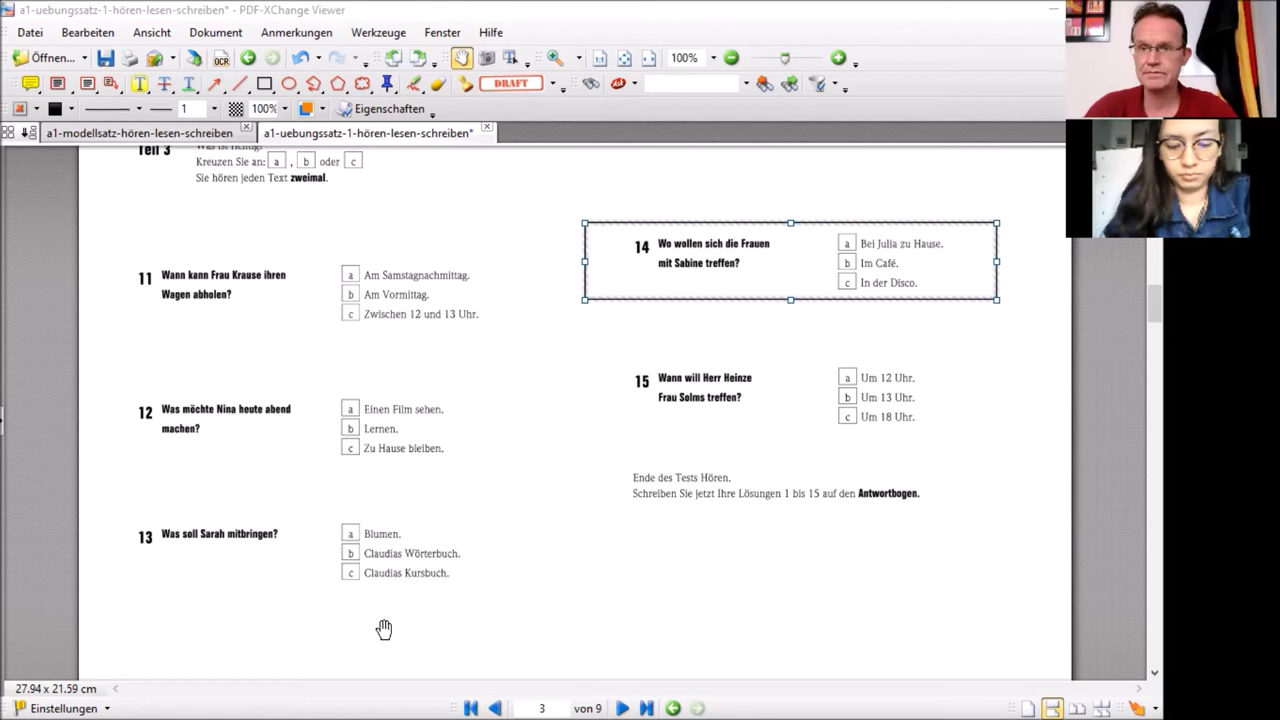 a1-uebungssatz-1-hören-lesen-schreiben* - PDF-XChange Viewer
Datei Bearbeiten Ansicht Dokument Anmerkungen Werkzeuge Fenster Hilfe
Öffnen... OCR 100%
DRAFT
1 100% Eigenschaften
a1-modellsatz-hören-lesen-schreiben a1-uebungssatz-1-hören-lesen-schreiben*
Teil 3 Was ist richtig?
Kreuzen Sie an: a , b oder c
Sie hören jeden Text zweimal.
11 Wann kann Frau Krause ihren
Wagen abholen?
a Am Samstagnachmittag.
b Am Vormittag.
c Zwischen 12 und 13 Uhr.
12 Was möchte Nina heute abend
machen?
a Einen Film sehen.
b Lernen.
c Zu Hause bleiben.
13 Was soll Sarah mitbringen?
a Blumen.
b Claudias Wörterbuch.
c Claudias Kursbuch.
14 Wo wollen sich die Frauen
mit Sabine treffen?
a Bei Julia zu Hause.
b Im Café.
c In der Disco.
15 Wann will Herr Heinze
Frau Solms treffen?
a Um 12 Uhr.
b Um 13 Uhr.
c Um 18 Uhr.
Ende des Tests Hören.
Schreiben Sie jetzt Ihre Lösungen 1 bis 15 auf den Antwortbogen.
27.94 x 21.59 cm
Einstellungen 3 von 9